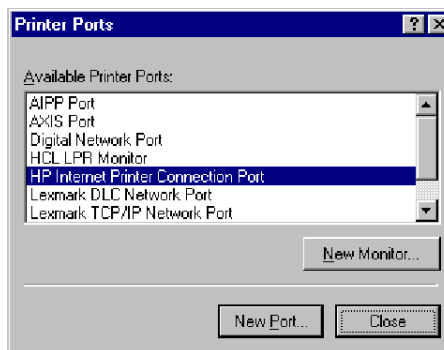 Printer Ports
Available Printer Ports:
AIPP Port
AXIS Port
Digital Network Port
HCL LPR Monitor
HP Internet Printer Connection Port
Lexmark DLC Network Port
Lexmark TCP/IP Network Port
New Monitor...
New Port...
Close